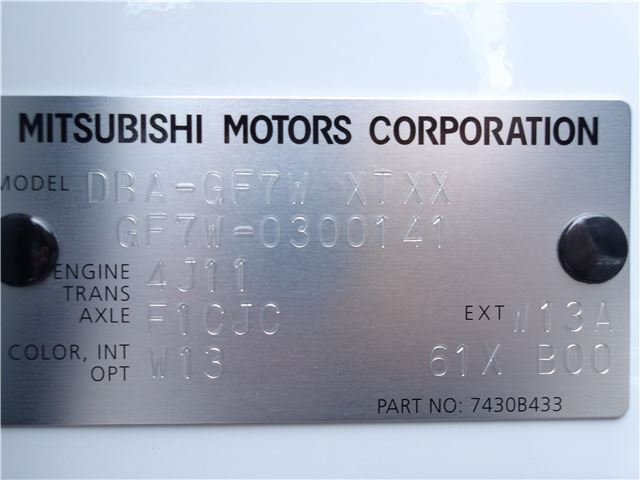 MITSUBISHI MOTORS CORPORATION
MODEL DBA-GF7W XTXX
GF7W-0300141
ENGINE 4J11
TRANS
AXLE F1CJC EXT W13A
COLOR, INT W13 61X B00
OPT
PART NO: 7430B433